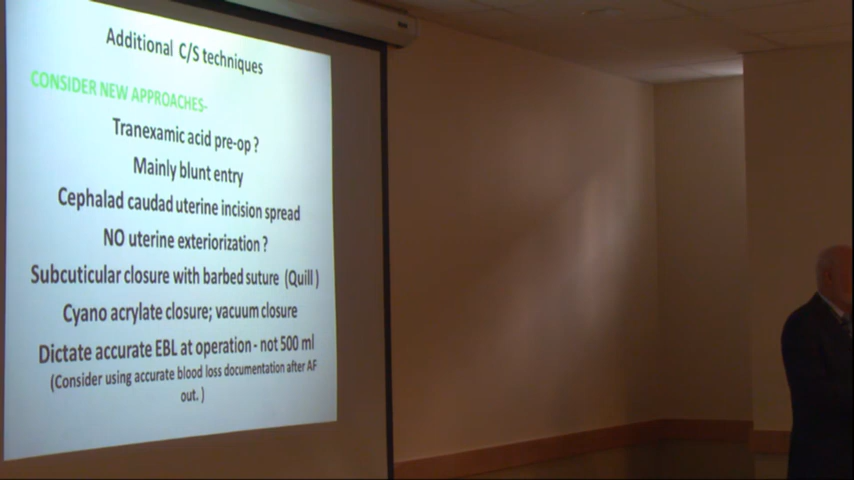 Additional C/S techniques
CONSIDER NEW APPROACHES-
Tranexamic acid pre-op ?
Mainly blunt entry
Cephalad caudad uterine incision spread
NO uterine exteriorization ?
Subcuticular closure with barbed suture (Quill )
Cyano acrylate closure; vacuum closure
Dictate accurate EBL at operation - not 500 ml
(Consider using accurate blood loss documentation after AF
out. )